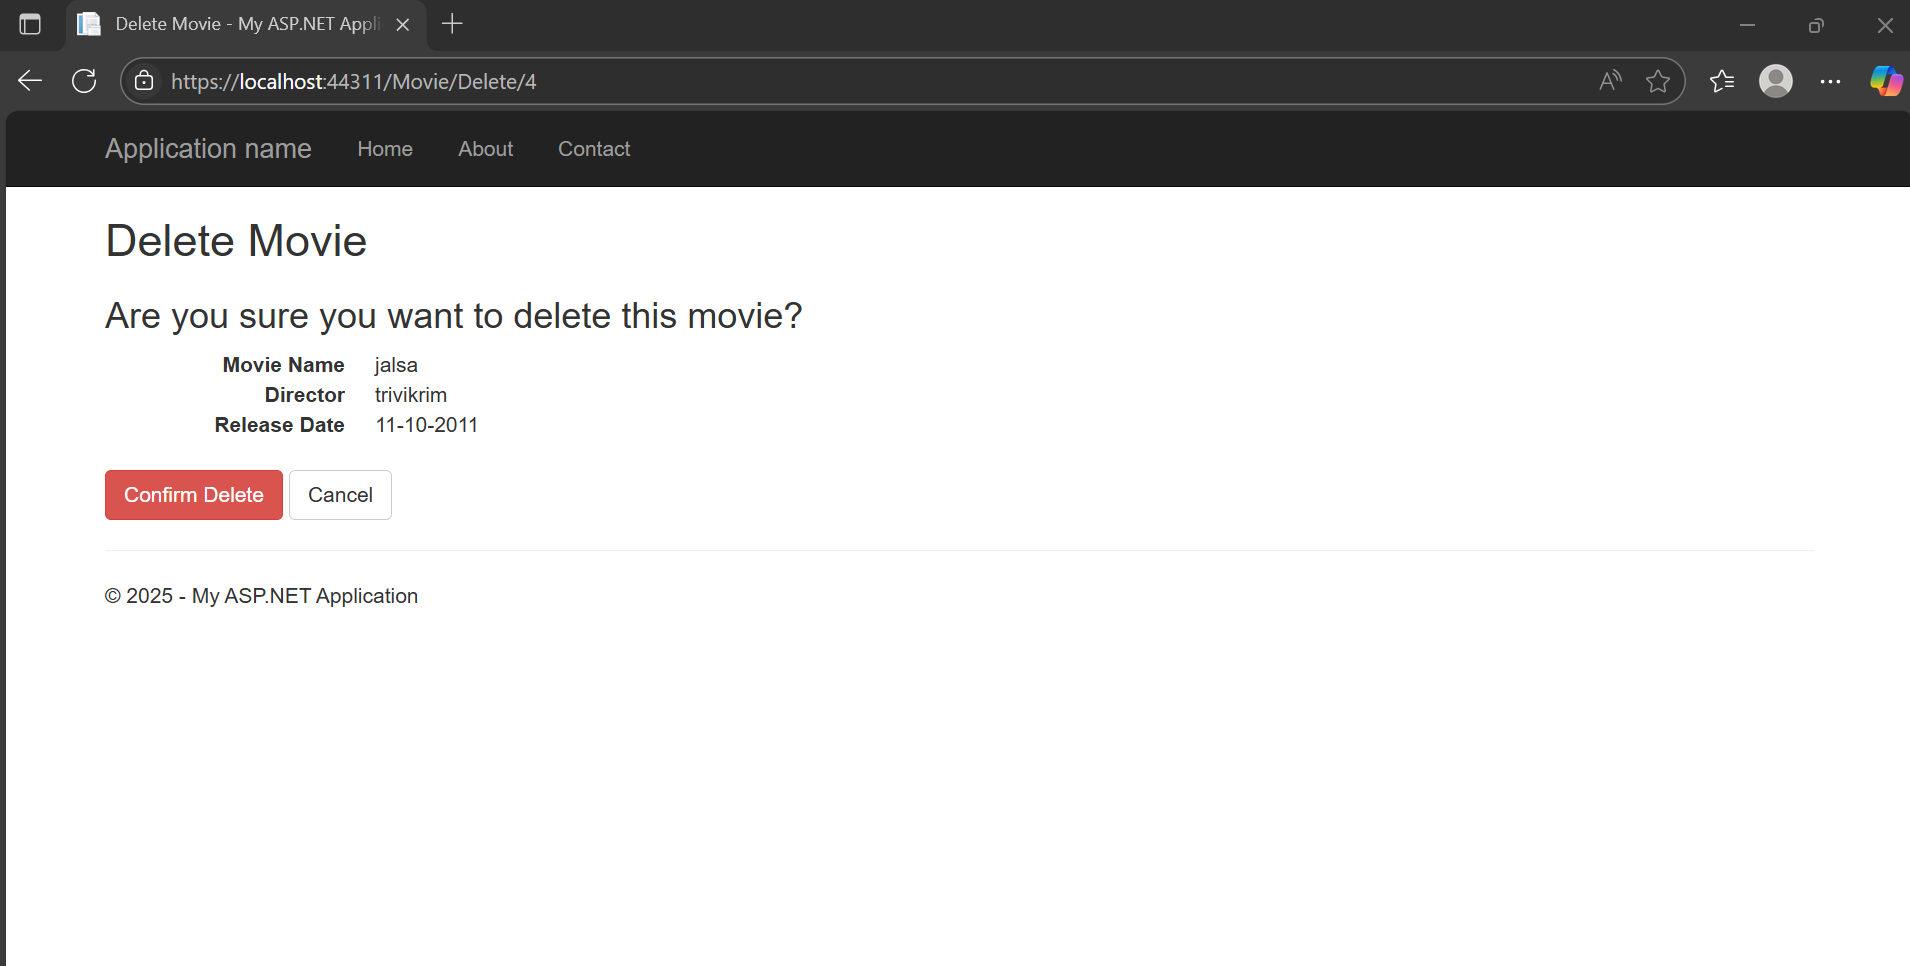 Delete Movie - My ASP.NET Appli
https://localhost:44311/Movie/Delete/4
Application name Home About Contact
Delete Movie
Are you sure you want to delete this movie?
Movie Name jalsa
Director trivikrim
Release Date 11-10-2011
Confirm Delete Cancel
© 2025 - My ASP.NET Application